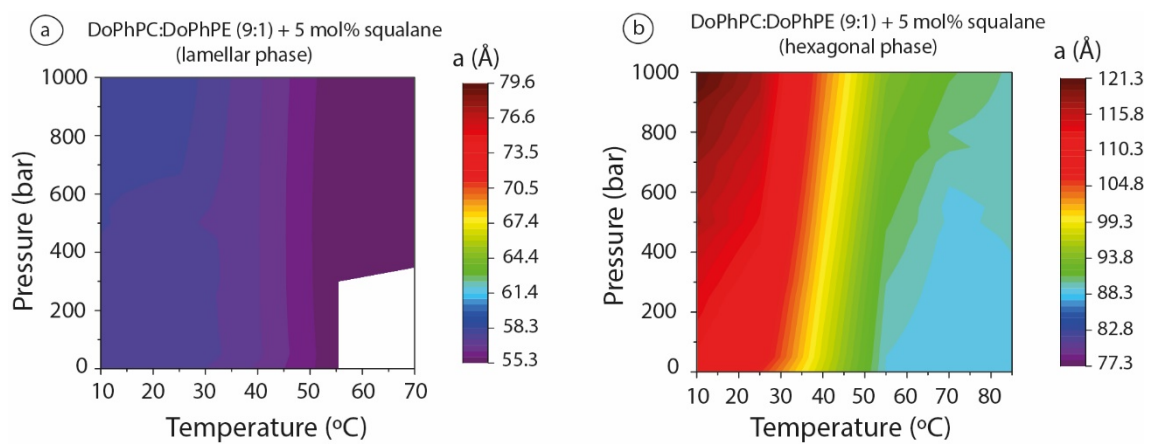 a
DoPhPC:DoPhPE (9:1) + 5 mol% squalane
(lamellar phase)
a (Å)
1000
800
600
400
200
0
Pressure (bar)
10 20 30 40 50 60 70
Temperature (ºC)
79.6
76.6
73.5
70.5
67.4
64.4
61.4
58.3
55.3
b
DoPhPC:DoPhPE (9:1) + 5 mol% squalane
(hexagonal phase)
a (Å)
1000
800
600
400
200
0
Pressure (bar)
10 20 30 40 50 60 70 80
Temperature (ºC)
121.3
115.8
110.3
104.8
99.3
93.8
88.3
82.8
77.3